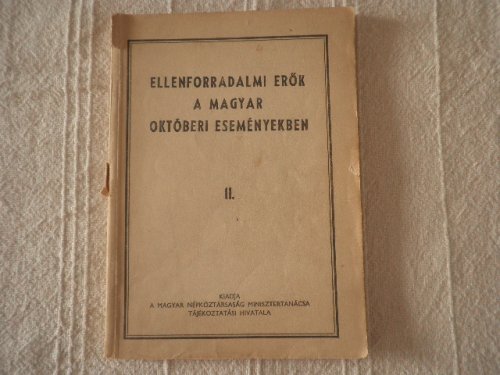 ELLENFORRADALMI ERŐK
A MAGYAR
OKTÓBERI ESEMÉNYEKBEN
II.
KIADJA
A MAGYAR NÉPKÖZTÁRSASÁG MINISZTERTANÁCSA
TÁJÉKOZTATÁSI HIVATALA